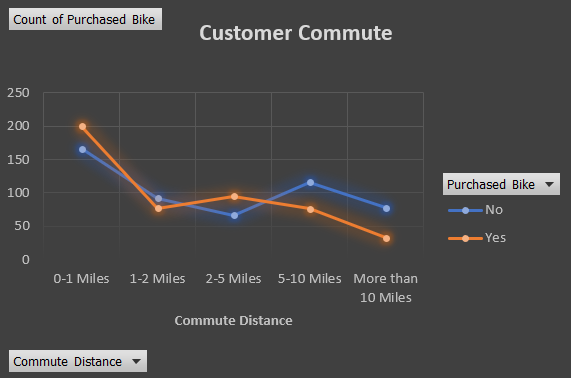 Count of Purchased Bike
Customer Commute
250
200
150
100
50
0
0-1 Miles
1-2 Miles
2-5 Miles
5-10 Miles
More than
10 Miles
Commute Distance
Purchased Bike
No
Yes
Commute Distance